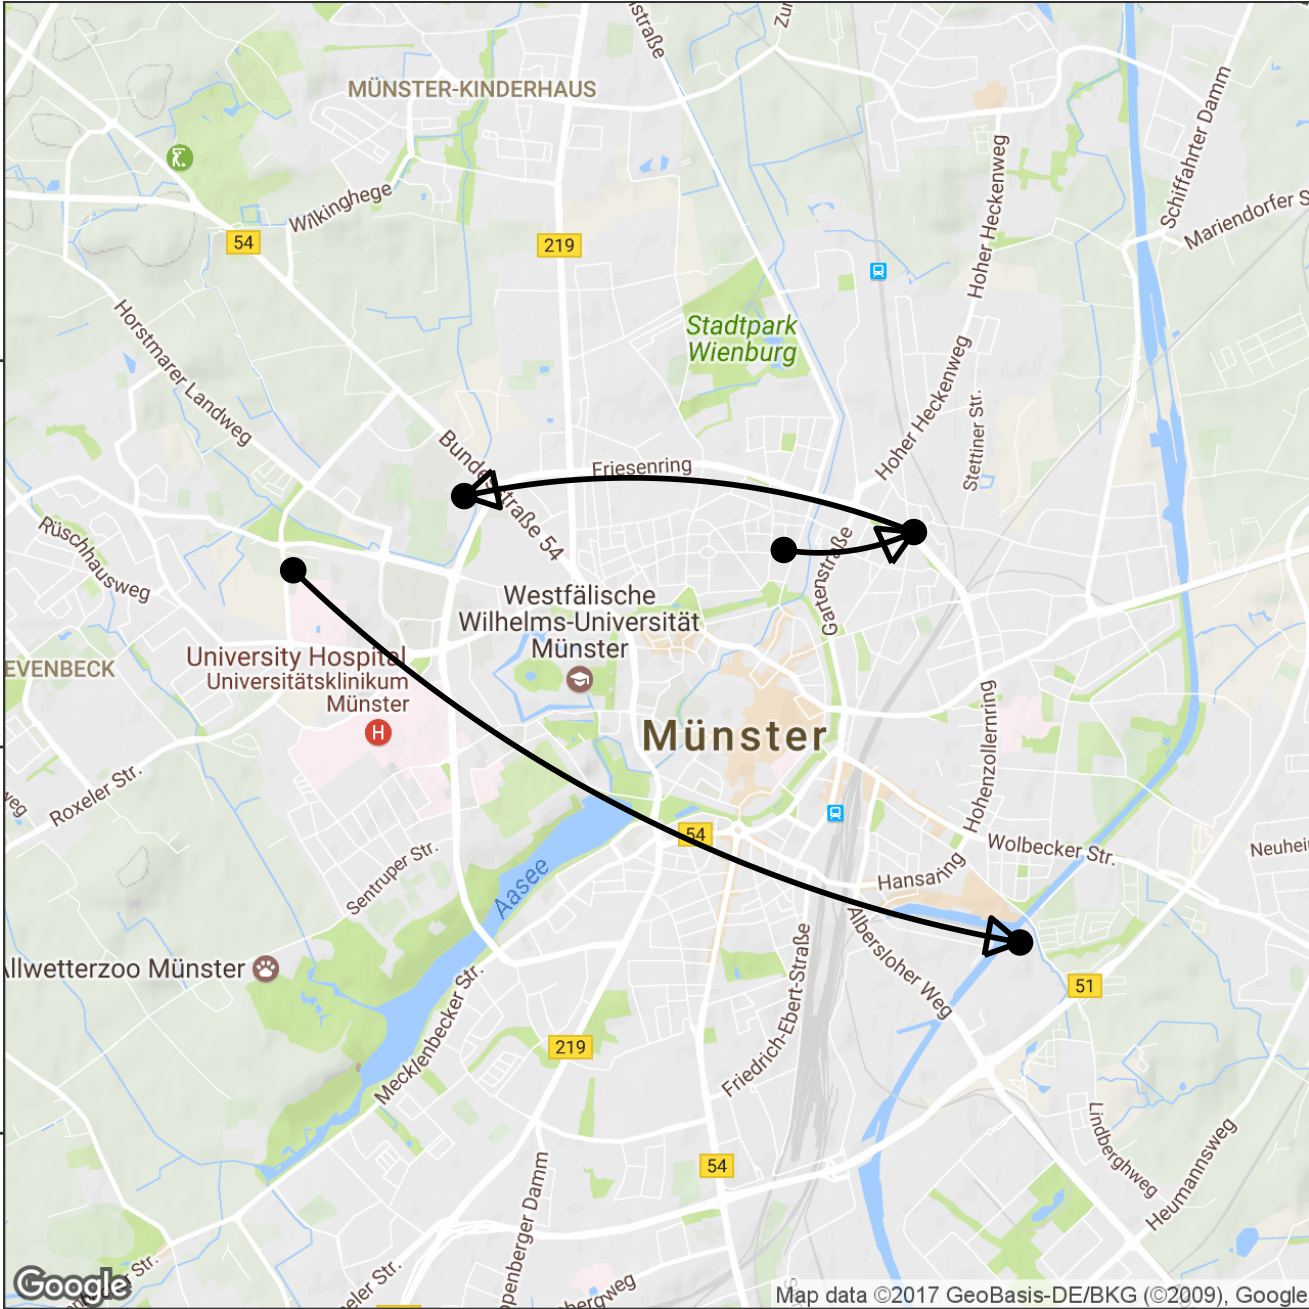 MÜNSTER-KINDERHAUS
Schiffahrter Damm
Hoher Heckenweg
Wilkinghege
Mariendorfer S
54
219
Stadtpark
Wienburg
Horstmarer Landweg
Hoher Heckenweg
Stettiner Str.
Friesenring
Rüschhausweg
Gartenstraße
Westfälische
Wilhelms-Universität
Münster
EVENBECK
University Hospital
Universitätsklinikum
Münster
H
Münster
Hohenzollernring
Roxeler Str.
weg
54
Wolbecker Str.
Neuhei
Sentruper Str.
Aasee
Hansaring
Albersloher Weg
Allwetterzoo Münster
Friedrich-Ebert-Straße
51
Mecklenbecker Str.
219
Lindberghweg
54
Heumannsweg
Google
Map data ©2017 GeoBasis-DE/BKG (©2009), Google